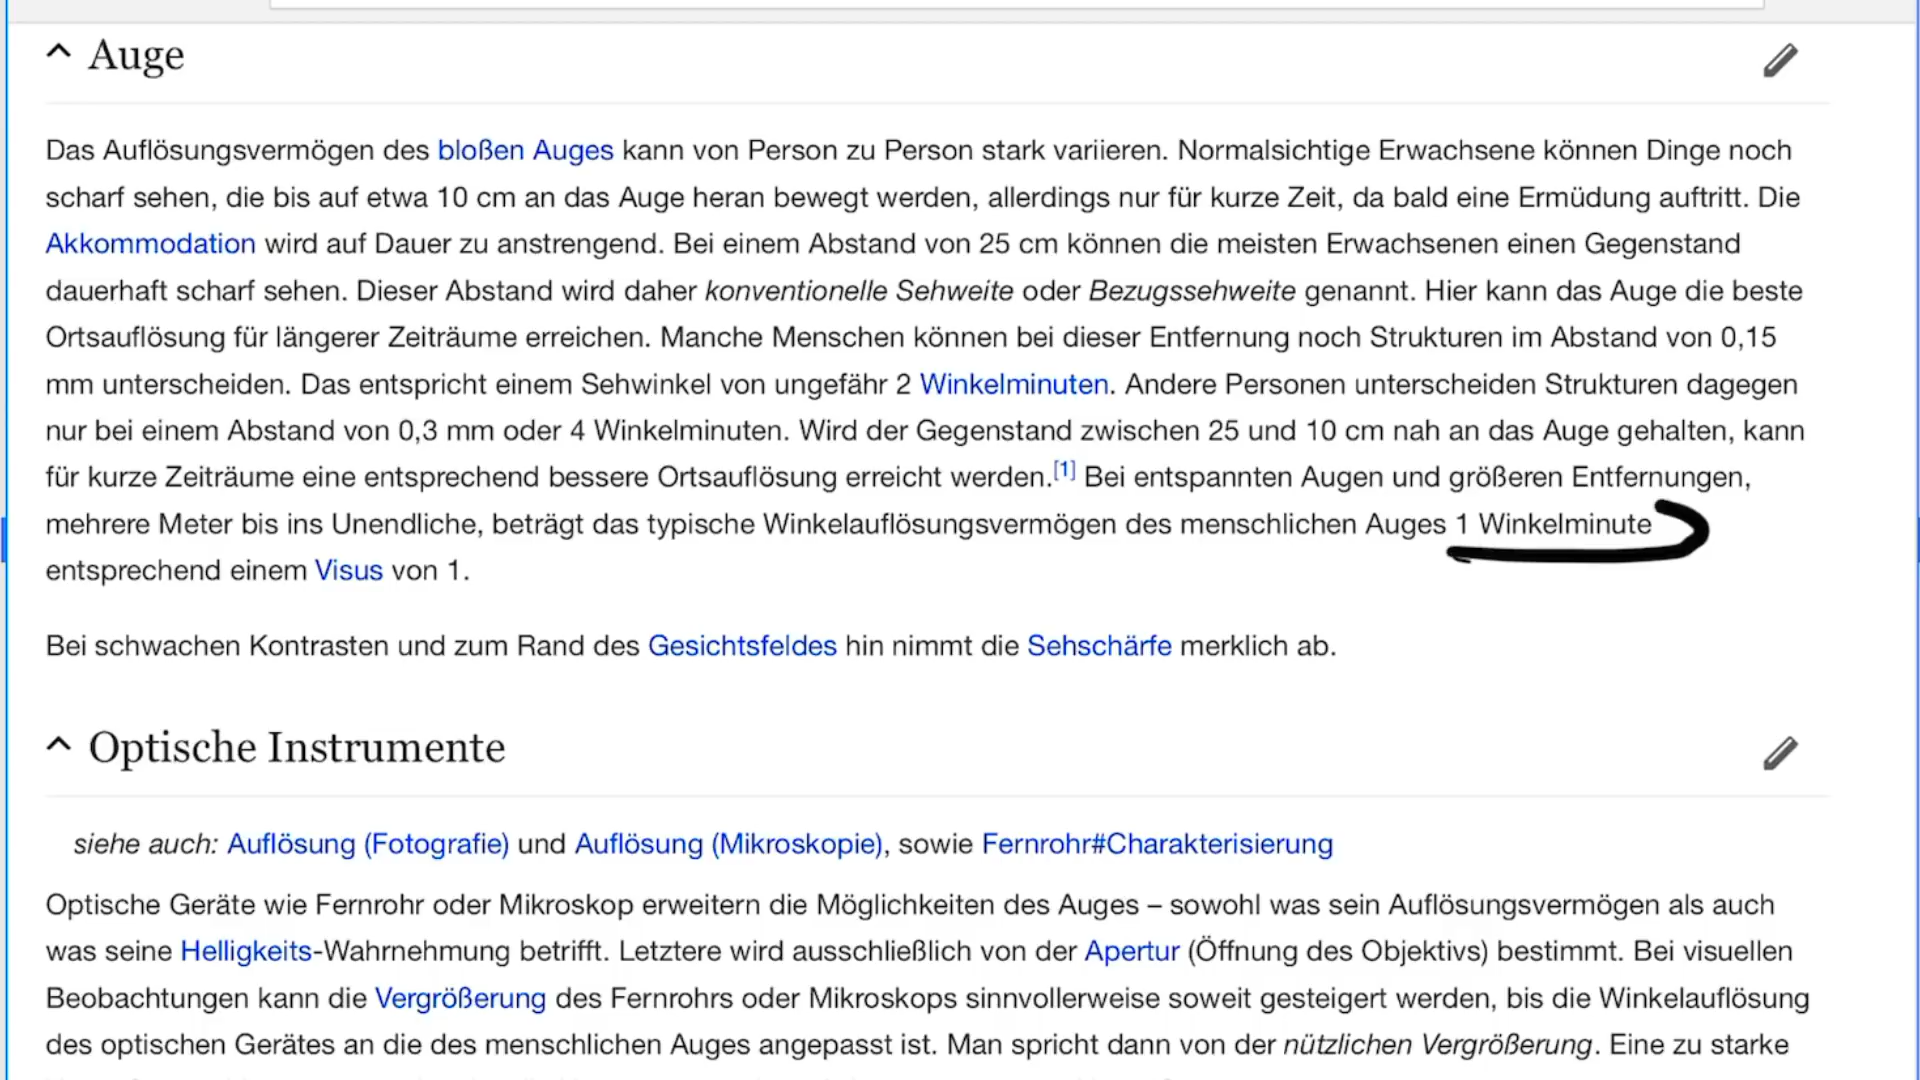 Auge
Das Auflösungsvermögen des bloßen Auges kann von Person zu Person stark variieren. Normalsichtige Erwachsene können Dinge noch
scharf sehen, die bis auf etwa 10 cm an das Auge heran bewegt werden, allerdings nur für kurze Zeit, da bald eine Ermüdung auftritt. Die
Akkommodation wird auf Dauer zu anstrengend. Bei einem Abstand von 25 cm können die meisten Erwachsenen einen Gegenstand
dauerhaft scharf sehen. Dieser Abstand wird daher konventionelle Sehweite oder Bezugssehweite genannt. Hier kann das Auge die beste
Ortsauflösung für längerer Zeiträume erreichen. Manche Menschen können bei dieser Entfernung noch Strukturen im Abstand von 0,15
mm unterscheiden. Das entspricht einem Sehwinkel von ungefähr 2 Winkelminuten. Andere Personen unterscheiden Strukturen dagegen
nur bei einem Abstand von 0,3 mm oder 4 Winkelminuten. Wird der Gegenstand zwischen 25 und 10 cm nah an das Auge gehalten, kann
für kurze Zeiträume eine entsprechend bessere Ortsauflösung erreicht werden.[1] Bei entspannten Augen und größeren Entfernungen,
mehrere Meter bis ins Unendliche, beträgt das typische Winkelauflösungsvermögen des menschlichen Auges 1 Winkelminute
entsprechend einem Visus von 1.
Bei schwachen Kontrasten und zum Rand des Gesichtsfeldes hin nimmt die Sehschärfe merklich ab.
Optische Instrumente
siehe auch: Auflösung (Fotografie) und Auflösung (Mikroskopie), sowie Fernrohr#Charakterisierung
Optische Geräte wie Fernrohr oder Mikroskop erweitern die Möglichkeiten des Auges – sowohl was sein Auflösungsvermögen als auch
was seine Helligkeits-Wahrnehmung betrifft. Letztere wird ausschließlich von der Apertur (Öffnung des Objektivs) bestimmt. Bei visuellen
Beobachtungen kann die Vergrößerung des Fernrohrs oder Mikroskops sinnvollerweise soweit gesteigert werden, bis die Winkelauflösung
des optischen Gerätes an die des menschlichen Auges angepasst ist. Man spricht dann von der nützlichen Vergrößerung. Eine zu starke